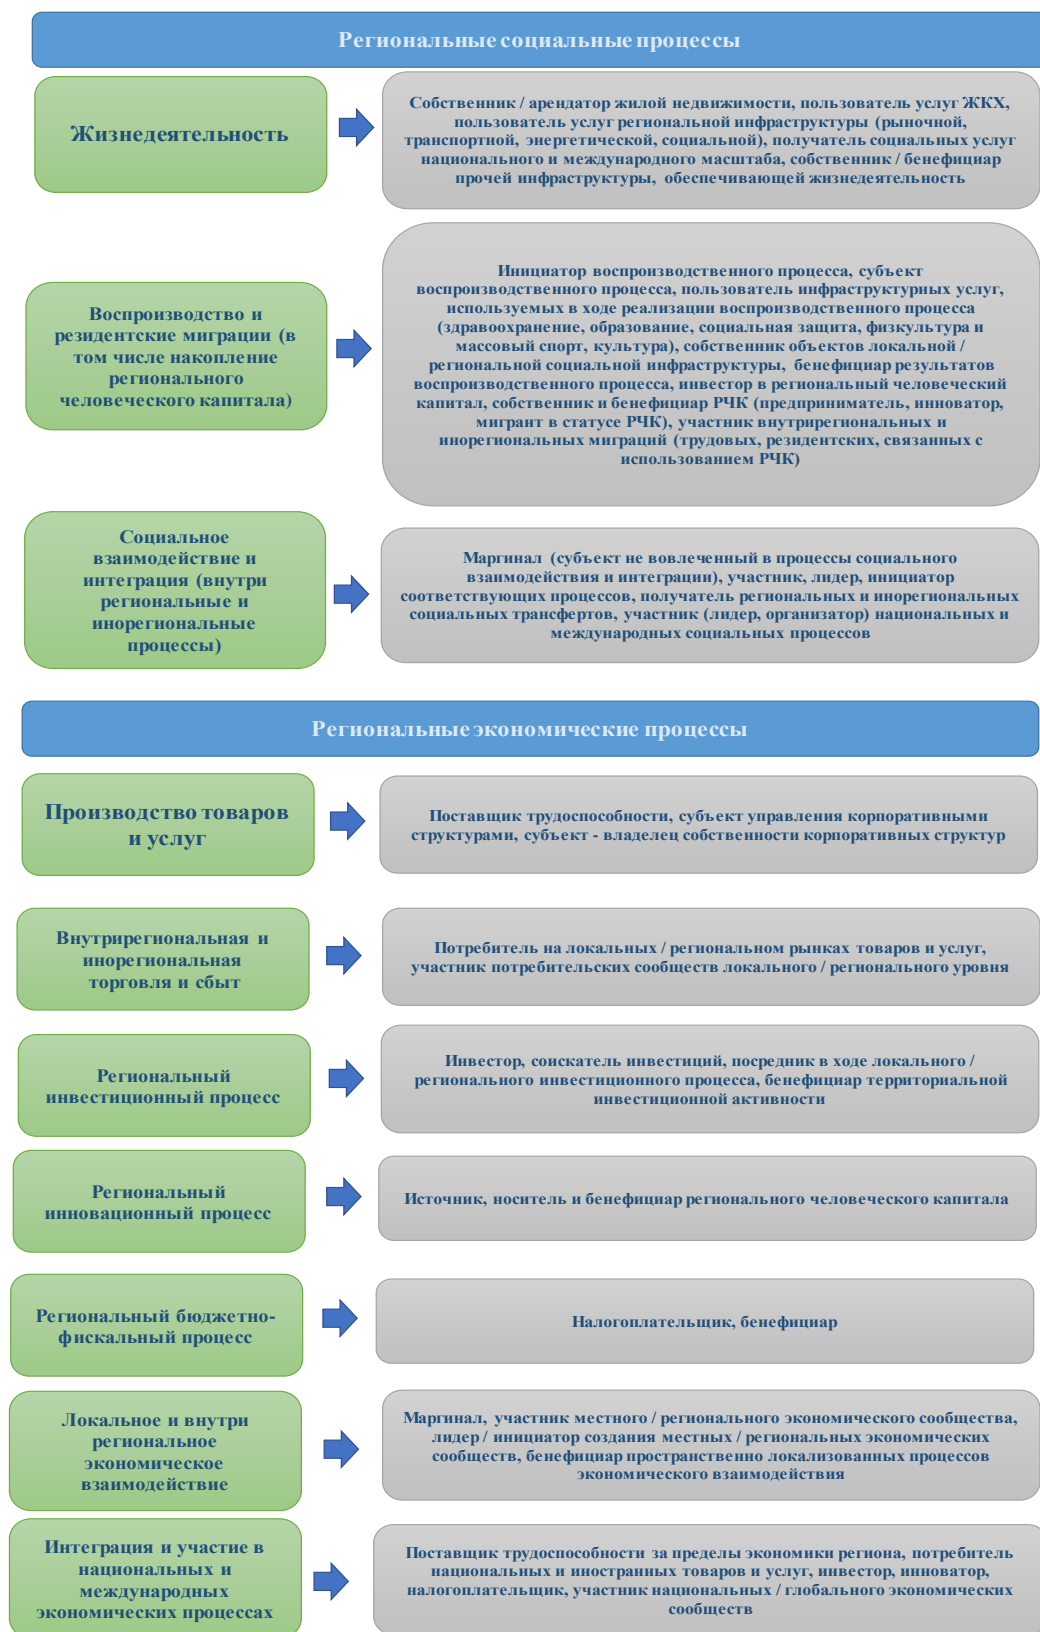 Региональные социальные процессы
Жизнедеятельность
Собственник / арендатор жилой недвижимости, пользователь услуг ЖКХ,
пользователь услуг региональной инфраструктуры (рыночной,
транспортной, энергетической, социальной), получатель социальных услуг
национального и международного масштаба, собственник / бенефициар
прочей инфраструктуры, обеспечивающей жизнедеятельность
Воспроизводство и
резидентские миграции (в
том числе накопление
регионального
человеческого капитала)
Инициатор воспроизводственного процесса, субъект
воспроизводственного процесса, пользователь инфраструктурных услуг,
используемых в ходе реализации воспроизводственного процесса
(здравоохранение, образование, социальная защита, физкультура и
массовый спорт, культура), собственник объектов локальной /
региональной социальной инфраструктуры, бенефициар результатов
воспроизводственного процесса, инвестор в региональный человеческий
капитал, собственник и бенефициар РЧК (предприниматель, инноватор,
мигрант в статусе РЧК), участник внутрирегиональных и
инорегиональных миграций (трудовых, резидентских, связанных с
использованием РЧК)
Социальное
взаимодействие и
интеграция (внутри
региональные и
инорегиональные
процессы)
Маргинал (субъект не вовлеченный в процессы социального
взаимодействия и интеграции), участник, лидер, инициатор
соответствующих процессов, получатель региональных и инорегиональных
социальных трансфертов, участник (лидер, организатор) национальных и
международных социальных процессов
Региональные экономические процессы
Производство товаров
и услуг
Поставщик трудоспособности, субъект управления корпоративными
структурами, субъект - владелец собственности корпоративных структур
Внутрирегиональная и
инорегиональная
торговля и сбыт
Потребитель на локальных / региональном рынках товаров и услуг,
участник потребительских сообществ локального / регионального уровня
Региональный
инвестиционный процесс
Инвестор, соискатель инвестиций, посредник в ходе локального /
регионального инвестиционного процесса, бенефициар территориальной
инвестиционной активности
Региональный
инновационный процесс
Источник, носитель и бенефициар регионального человеческого капитала
Региональный бюджетно-
фискальный процесс
Налогоплательщик, бенефициар
Локальное и внутри
региональное
экономическое
взаимодействие
Маргинал, участник местного / регионального экономического сообщества,
лидер / инициатор создания местных / региональных экономических
сообществ, бенефициар пространственно локализованных процессов
экономического взаимодействия
Интеграция и участие в
национальных и
международных
экономических процессах
Поставщик трудоспособности за пределы экономики региона, потребитель
национальных и иностранных товаров и услуг, инвестор, инноватор,
налогоплательщик, участник национальных / глобального экономических
сообществ